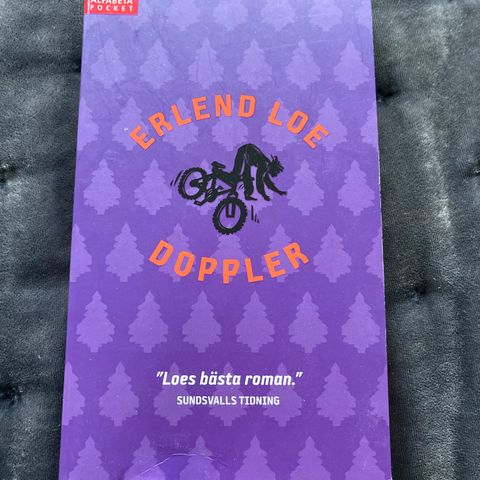 ALFABETA
POCKET
ERLEND LOE
DOPPLER
"Loes bästa roman."
SUNDSVALLS TIDNING